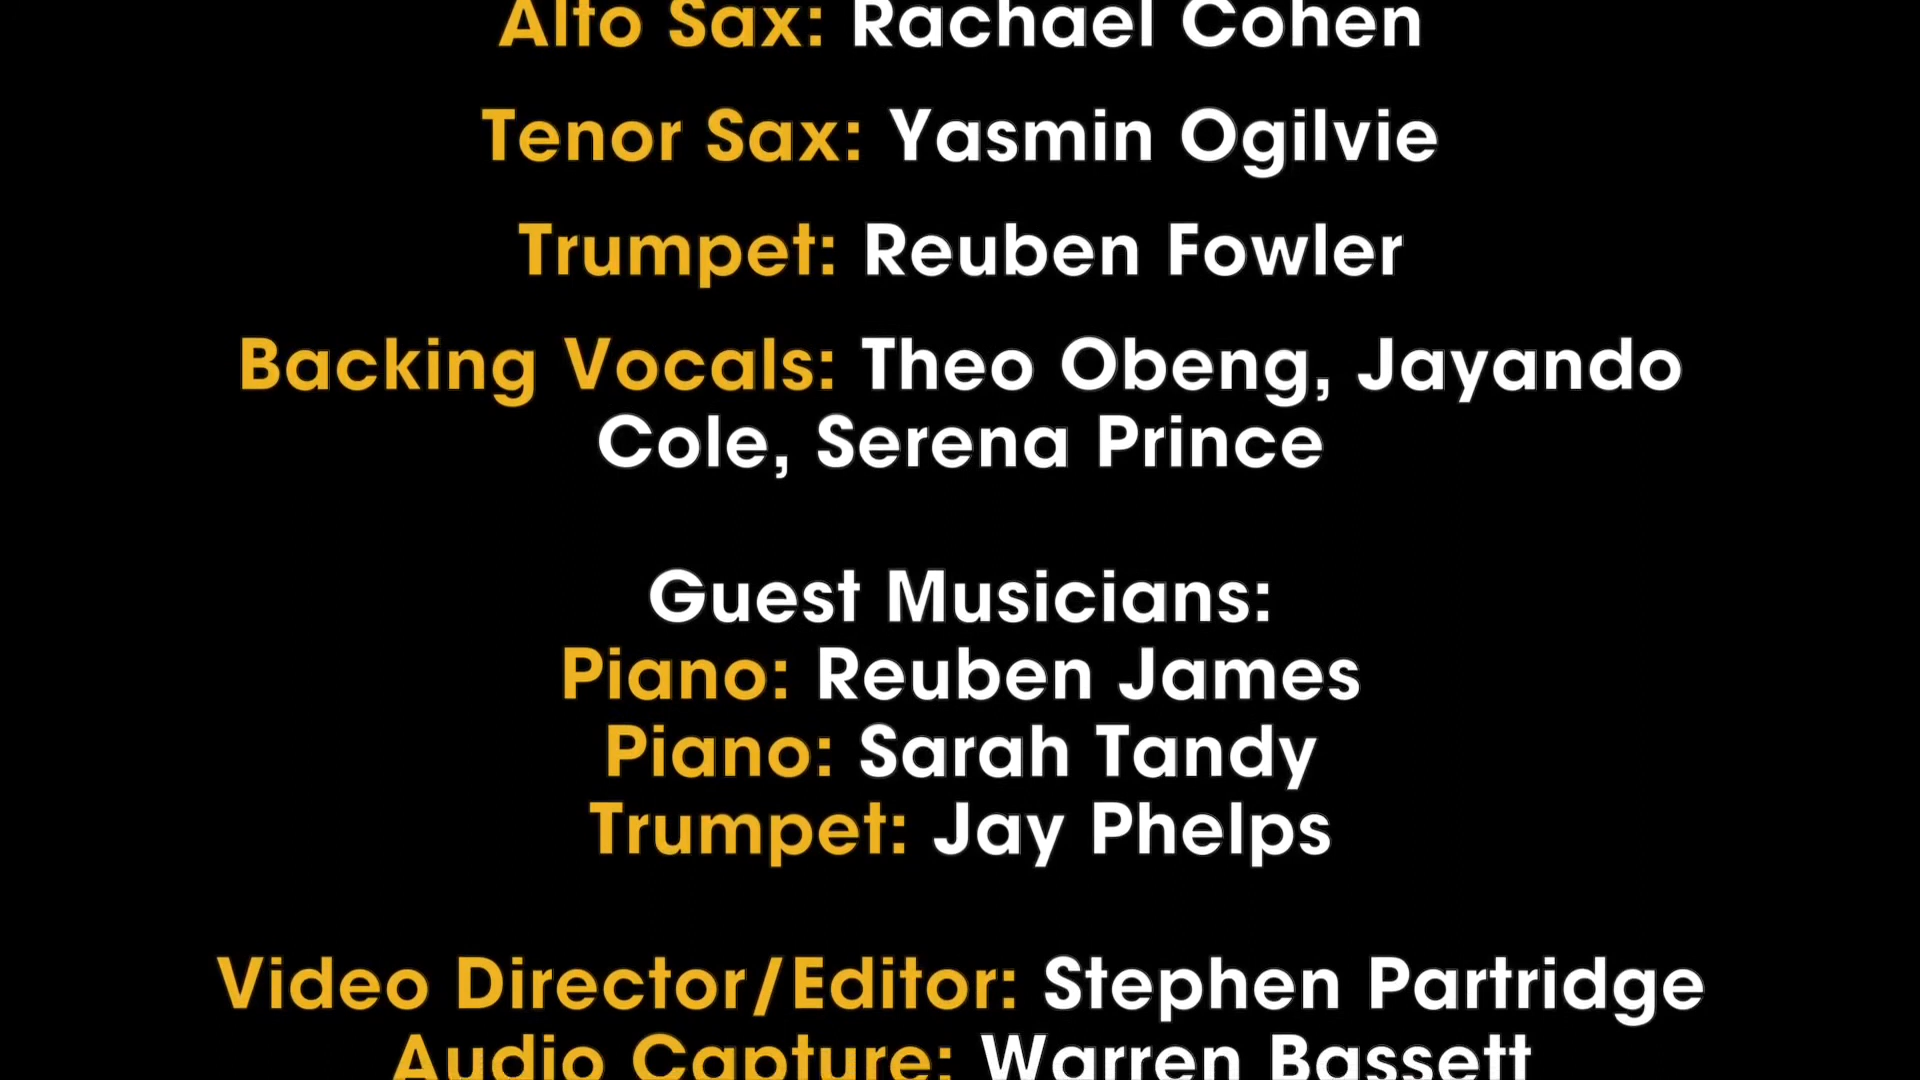 Alto Sax: Rachael Cohen
Tenor Sax: Yasmin Ogilvie
Trumpet: Reuben Fowler
Backing Vocals: Theo Obeng, Jayando
Cole, Serena Prince
Guest Musicians:
Piano: Reuben James
Piano: Sarah Tandy
Trumpet: Jay Phelps
Video Director/Editor: Stephen Partridge
Audio Capture: Warren Bassett